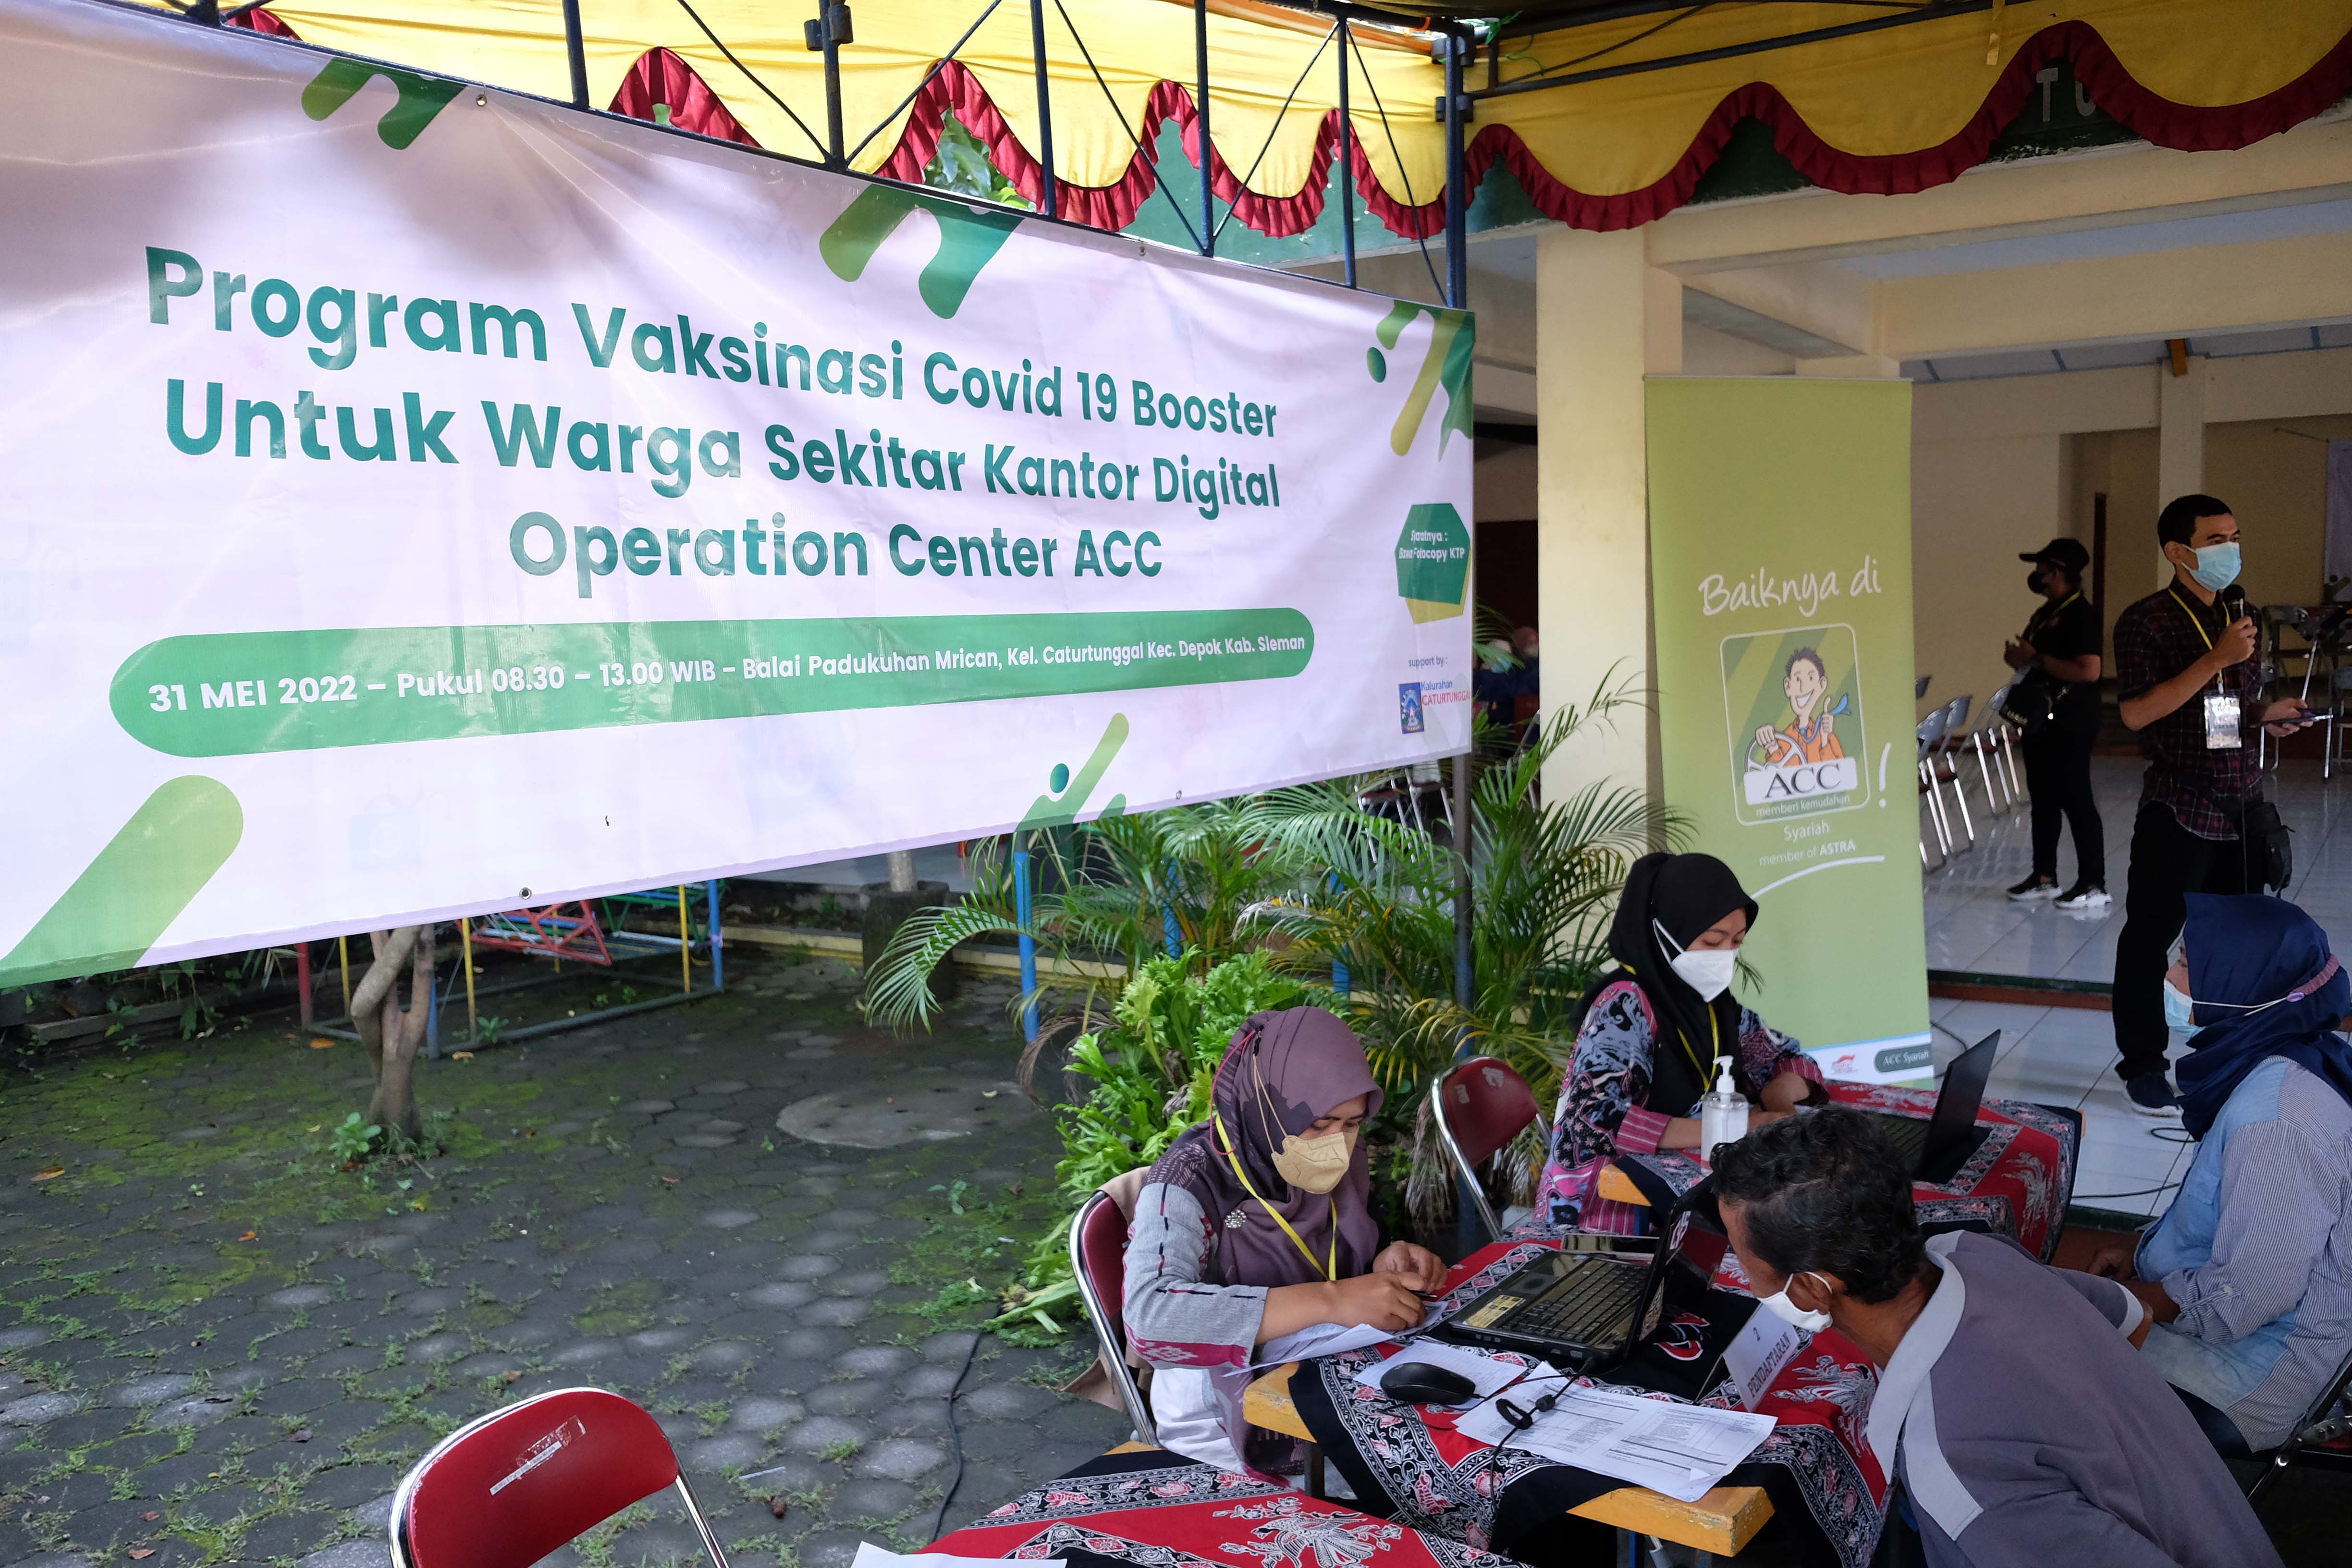 Program Vaksinasi Covid 19 Booster
Untuk Warga Sekitar Kantor Digital
Operation Center ACC
31 MEI 2022 – Pukul 08.30 – 13.00 WIB – Balai Padukuhan Mrican, Kel. Caturtunggal Kec. Depok Kab. Sleman
Syaratnya :
Bawa Fotocopy KTP
support by :
Kalurahan
CATURTUNGGA
Baiknya di
ACC
memberi kemudahan
!
Syariah
member of ASTRA
ACC Syariah
2
PENDAFTARAN
T U